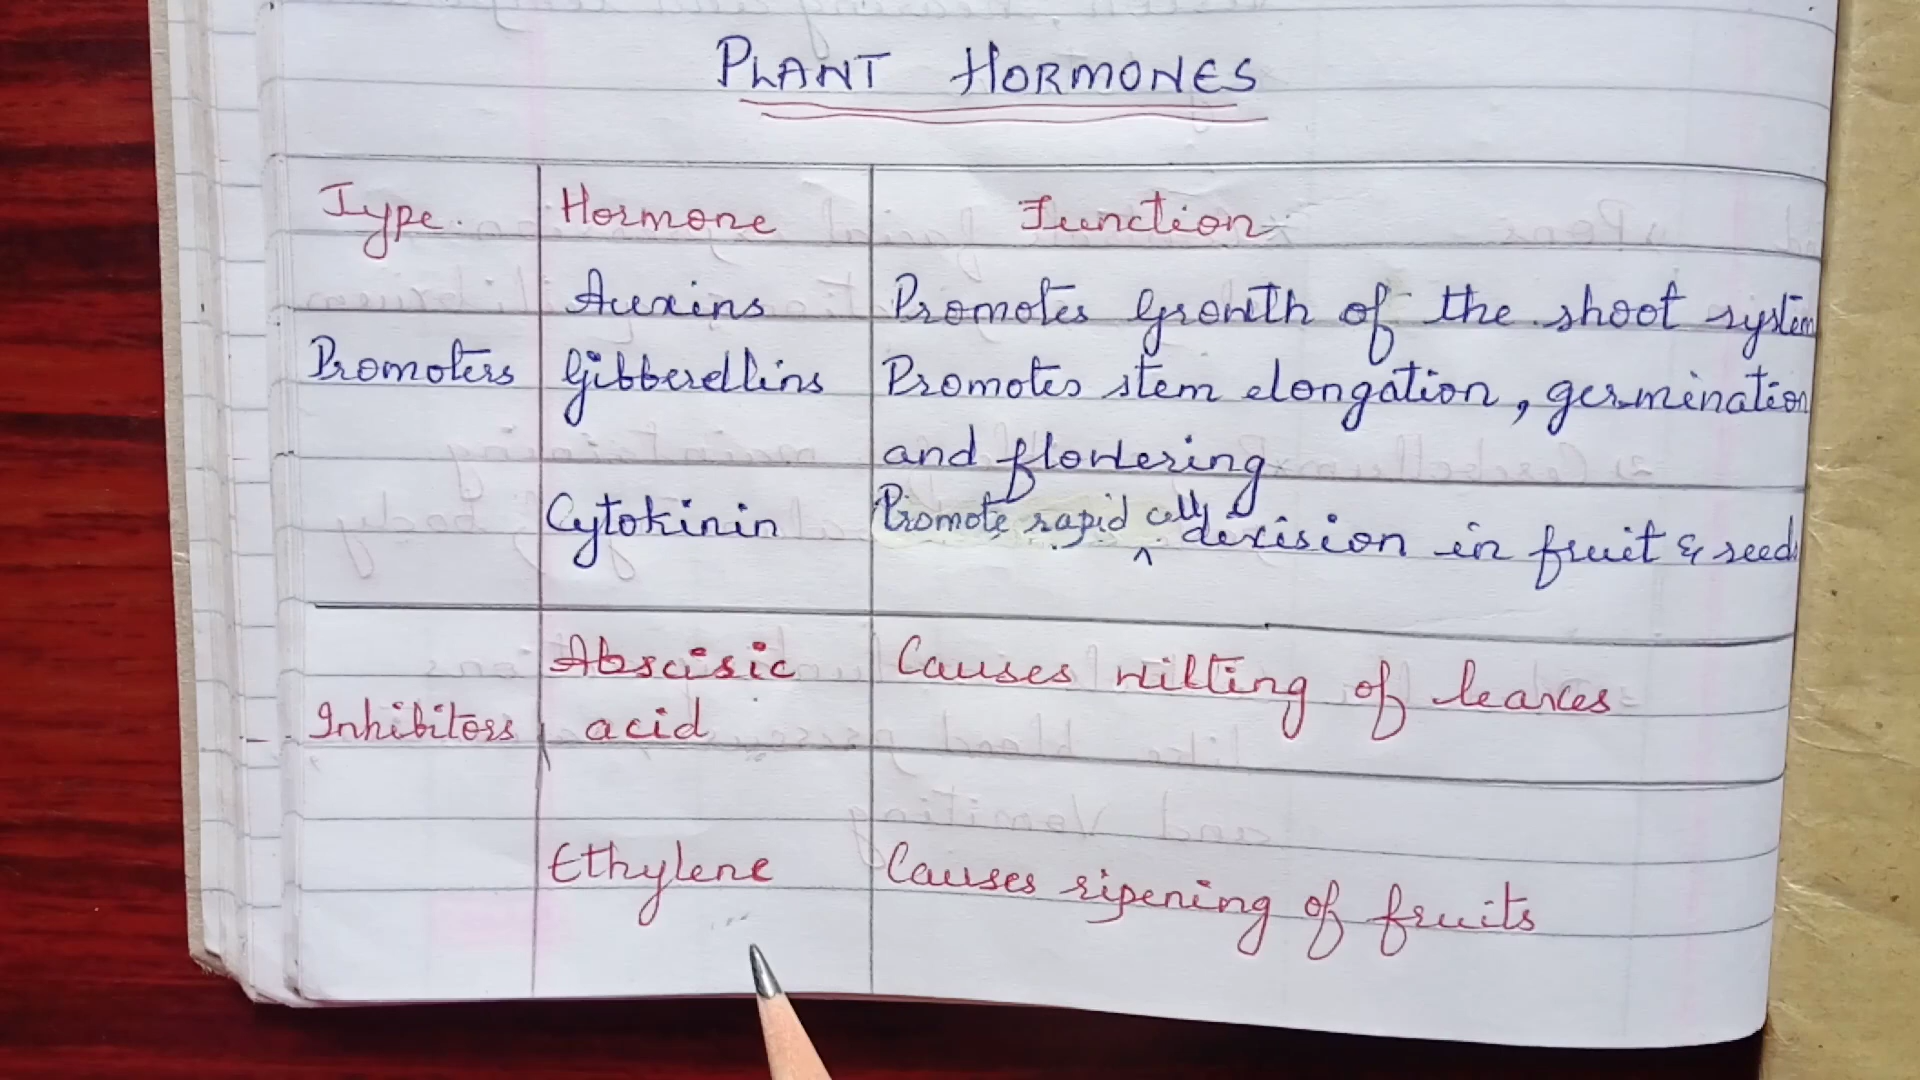 PLANT HORMONES
Type. Hormone Function
Auxins Promotes growth of the shoot system
Promoters Gibberellins Promotes stem elongation, germination
and flowering
Cytokinin Promote rapid cell devision in fruit & seed
Abscisic Causes wilting of leaves
Inhibitors acid
Ethylene Causes ripening of fruits